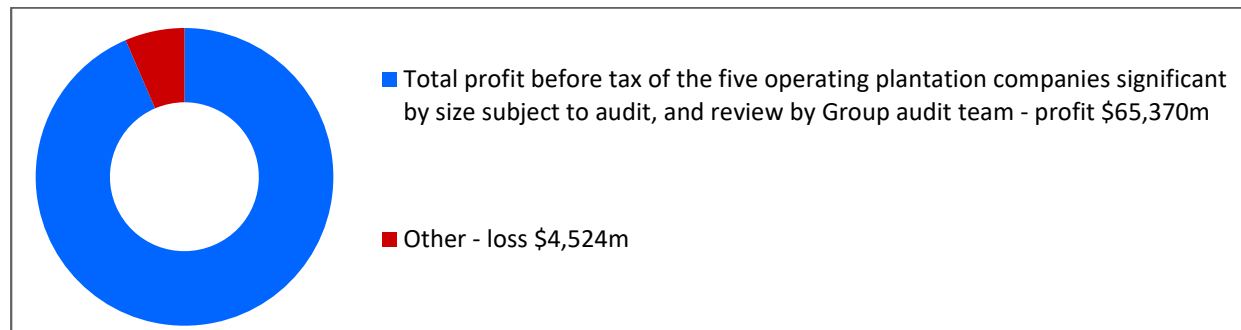 Total profit before tax of the five operating plantation companies significant
by size subject to audit, and review by Group audit team - profit $65,370m
Other - loss $4,524m